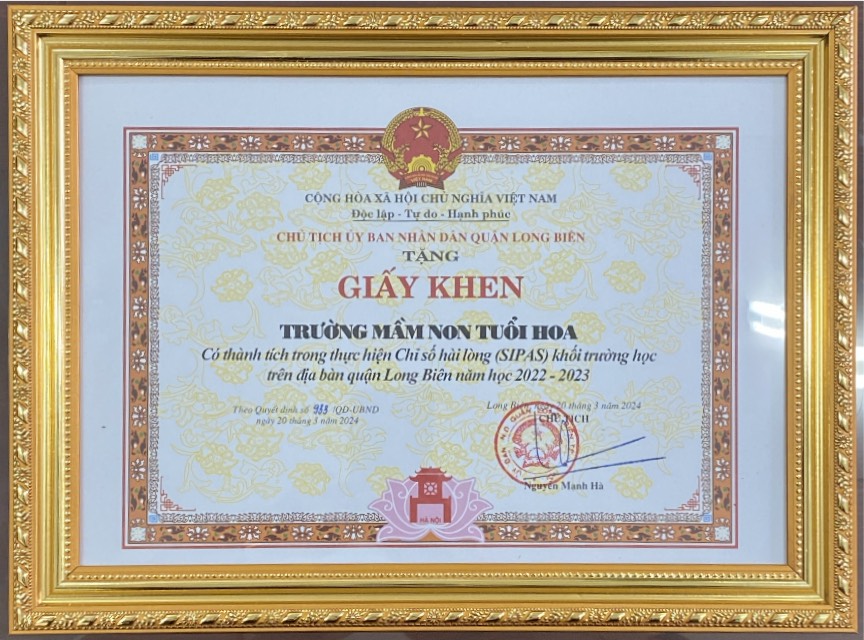 CỘNG HÒA XÃ HỘI CHỦ NGHĨA VIỆT NAM
Độc lập - Tự do - Hạnh phúc
CHỦ TỊCH ỦY BAN NHÂN DÂN QUẬN LONG BIÊN
TẶNG
GIẤY KHEN
TRƯỜNG MẦM NON TUỔI HOA
Có thành tích trong thực hiện Chỉ số hài lòng (SIPAS) khối trường học
trên địa bàn quận Long Biên năm học 2022 - 2023
Theo Quyết định số 983 /QĐ-UBND
ngày 20 tháng 3 năm 2024
Long Biên, 20 tháng 3 năm 2024
CHỦ TỊCH
Nguyễn Mạnh Hà
HÀ NỘI